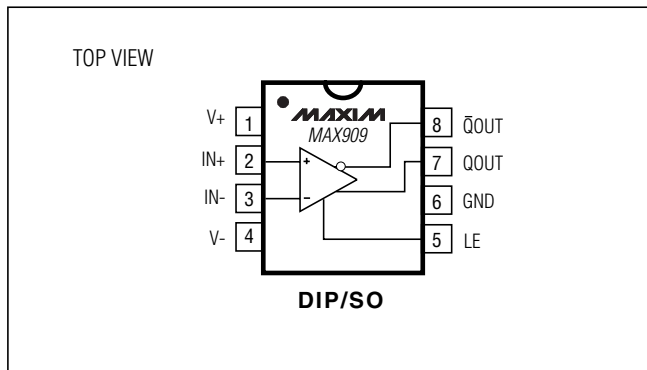 TOP VIEW
MAXIM
MAX909
V+ 1
IN+ 2
IN- 3
V- 4
+
−
8 Q̄OUT
7 QOUT
6 GND
5 LE
DIP/SO